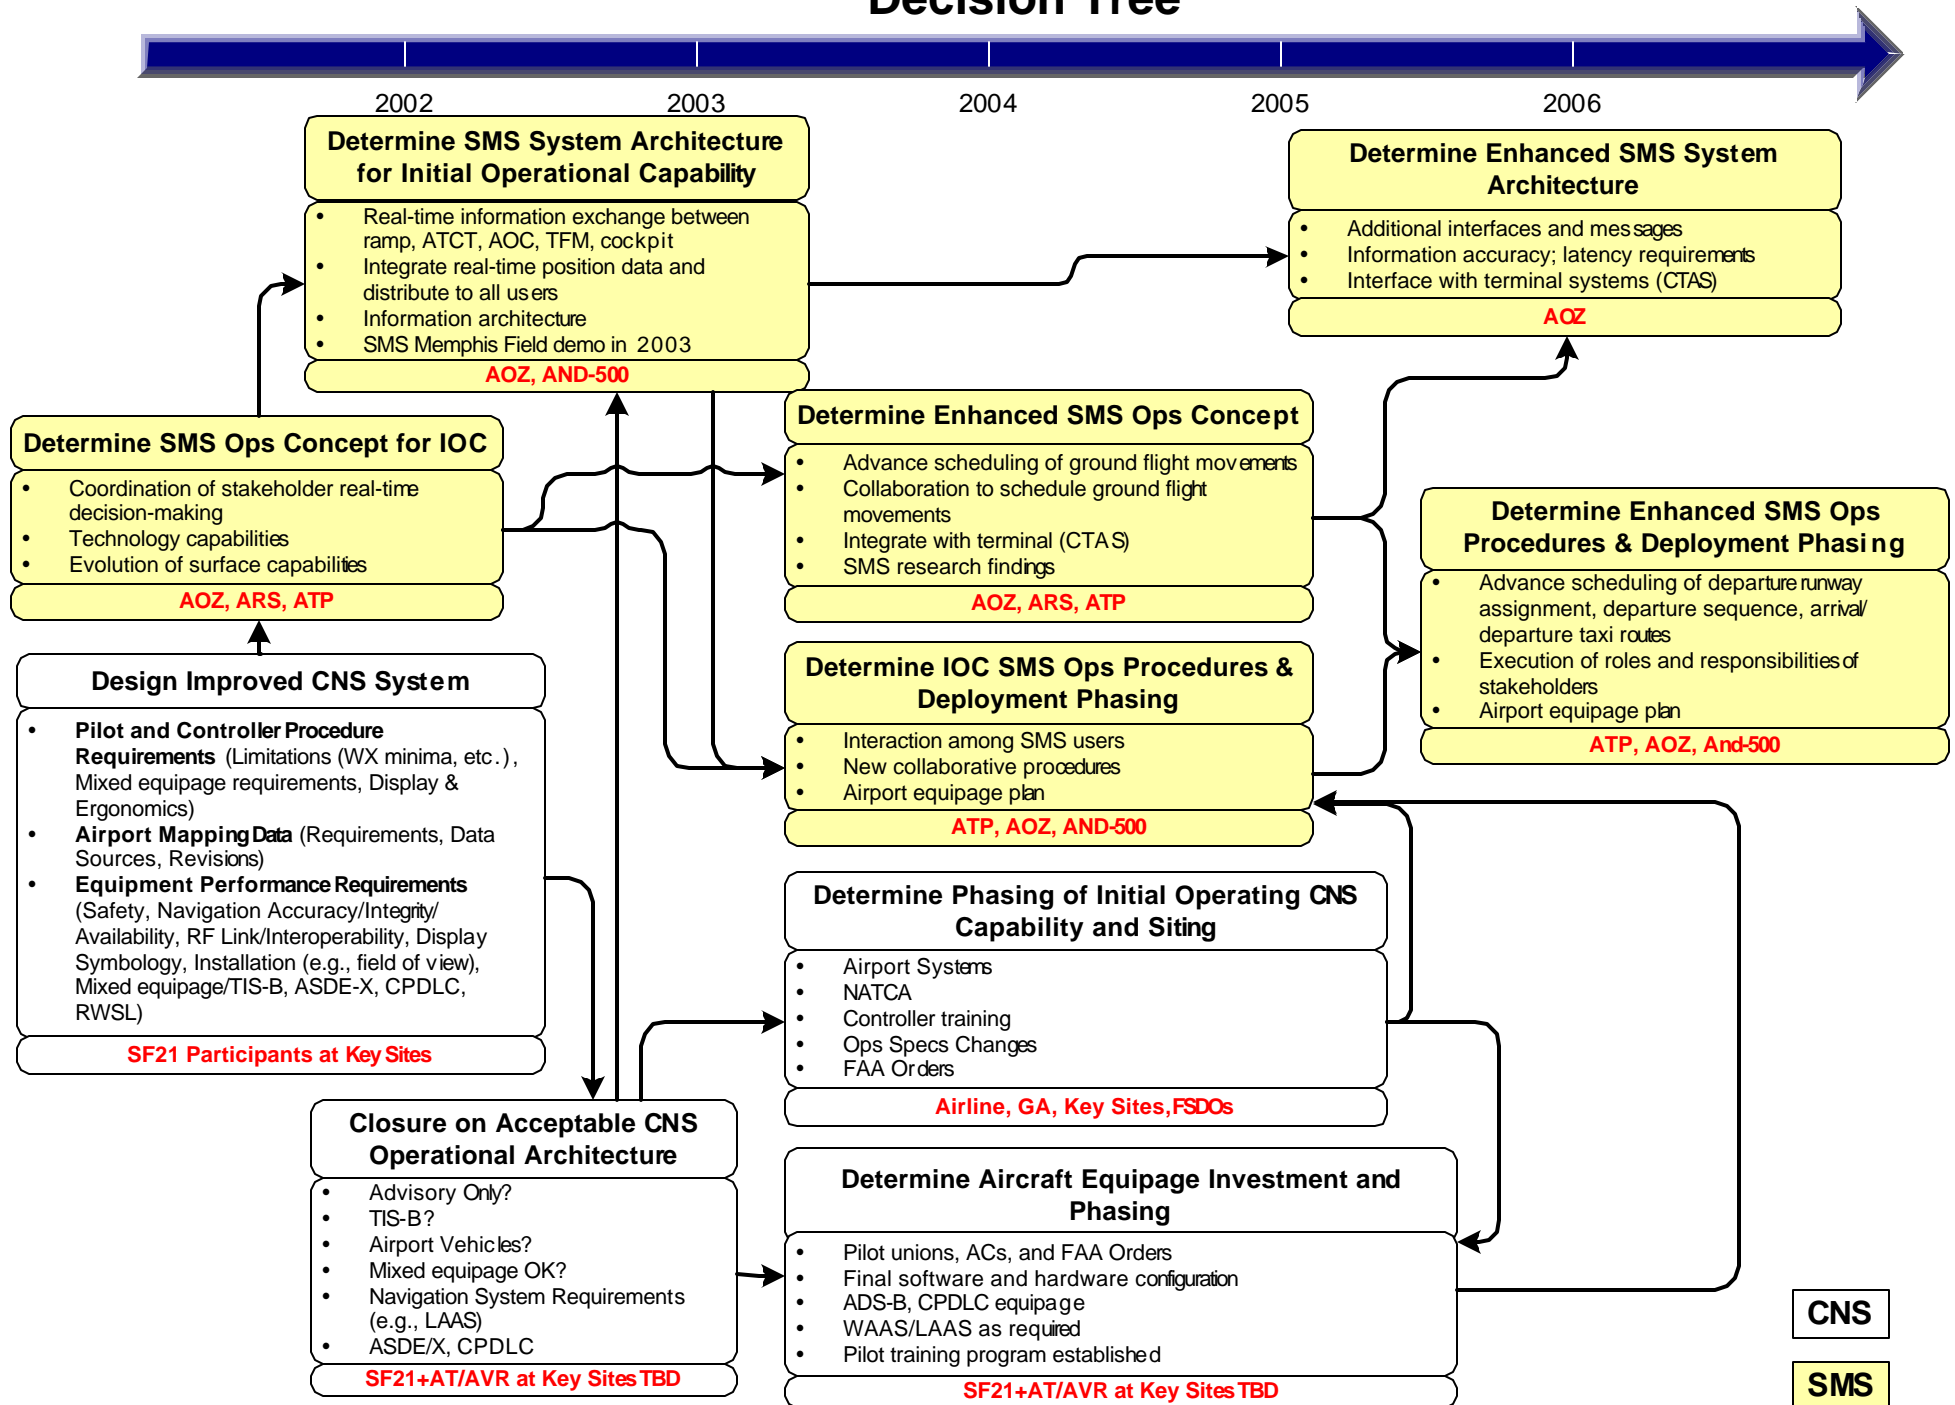 Decision Tree
2002
2003
2004
2005
2006
Determine SMS System Architecture
for Initial Operational Capability
• Real-time information exchange between
ramp, ATCT, AOC, TFM, cockpit
• Integrate real-time position data and
distribute to all users
• Information architecture
• SMS Memphis Field demo in 2003
AOZ, AND-500
Determine Enhanced SMS System
Architecture
• Additional interfaces and messages
• Information accuracy; latency requirements
• Interface with terminal systems (CTAS)
AOZ
Determine SMS Ops Concept for IOC
• Coordination of stakeholder real-time
decision-making
• Technology capabilities
• Evolution of surface capabilities
AOZ, ARS, ATP
Determine Enhanced SMS Ops Concept
• Advance scheduling of ground flight movements
• Collaboration to schedule ground flight
movements
• Integrate with terminal (CTAS)
• SMS research findings
AOZ, ARS, ATP
Determine Enhanced SMS Ops
Procedures & Deployment Phasing
• Advance scheduling of departure runway
assignment, departure sequence, arrival/
departure taxi routes
• Execution of roles and responsibilities of
stakeholders
• Airport equipage plan
ATP, AOZ, And-500
Design Improved CNS System
• Pilot and Controller Procedure
Requirements (Limitations (WX minima, etc.),
Mixed equipage requirements, Display &
Ergonomics)
• Airport Mapping Data (Requirements, Data
Sources, Revisions)
• Equipment Performance Requirements
(Safety, Navigation Accuracy/Integrity/
Availability, RF Link/Interoperability, Display
Symbology, Installation (e.g., field of view),
Mixed equipage/TIS-B, ASDE-X, CPDLC,
RWSL)
SF21 Participants at Key Sites
Determine IOC SMS Ops Procedures &
Deployment Phasing
• Interaction among SMS users
• New collaborative procedures
• Airport equipage plan
ATP, AOZ, AND-500
Determine Phasing of Initial Operating CNS
Capability and Siting
• Airport Systems
• NATCA
• Controller training
• Ops Specs Changes
• FAA Orders
Airline, GA, Key Sites, FSDOs
Closure on Acceptable CNS
Operational Architecture
• Advisory Only?
• TIS-B?
• Airport Vehicles?
• Mixed equipage OK?
• Navigation System Requirements
(e.g., LAAS)
• ASDE/X, CPDLC
SF21+AT/AVR at Key Sites TBD
Determine Aircraft Equipage Investment and
Phasing
• Pilot unions, ACs, and FAA Orders
• Final software and hardware configuration
• ADS-B, CPDLC equipage
• WAAS/LAAS as required
• Pilot training program established
SF21+AT/AVR at Key Sites TBD
CNS
SMS